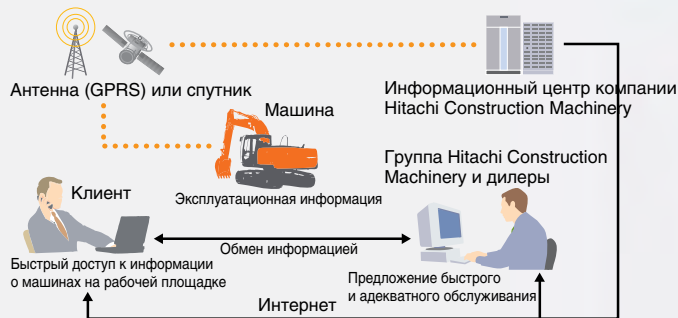 Антенна (GPRS) или спутник
Информационный центр компании
Hitachi Construction Machinery
Машина
Группа Hitachi Construction
Machinery и дилеры
Клиент
Эксплуатационная информация
Обмен информацией
Быстрый доступ к информации
о машинах на рабочей площадке
Предложение быстрого
и адекватного обслуживания
Интернет